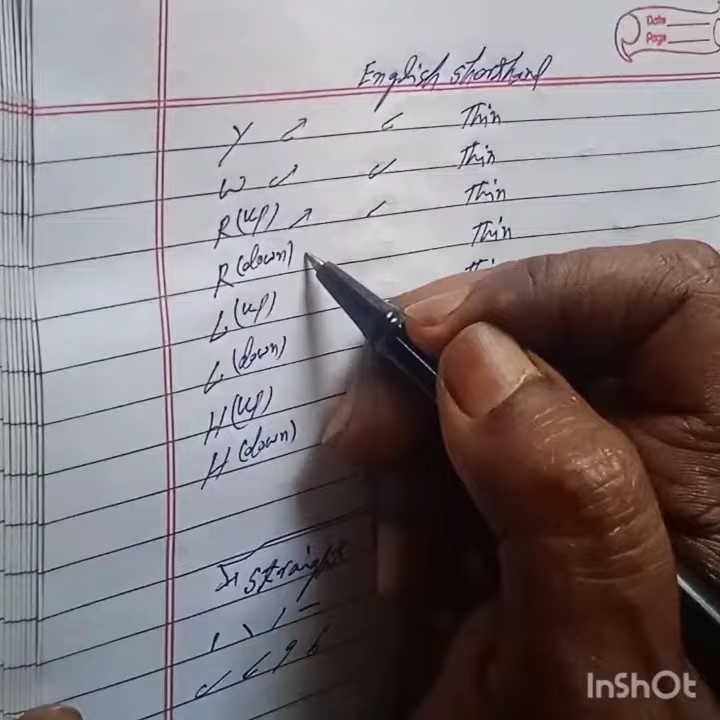 Date
Page
English shorthand
Y Thin
W Thin
R (up) Thin
R (down) Thin
L (up)
L (down)
H (up)
H (down)
straight
InShOt